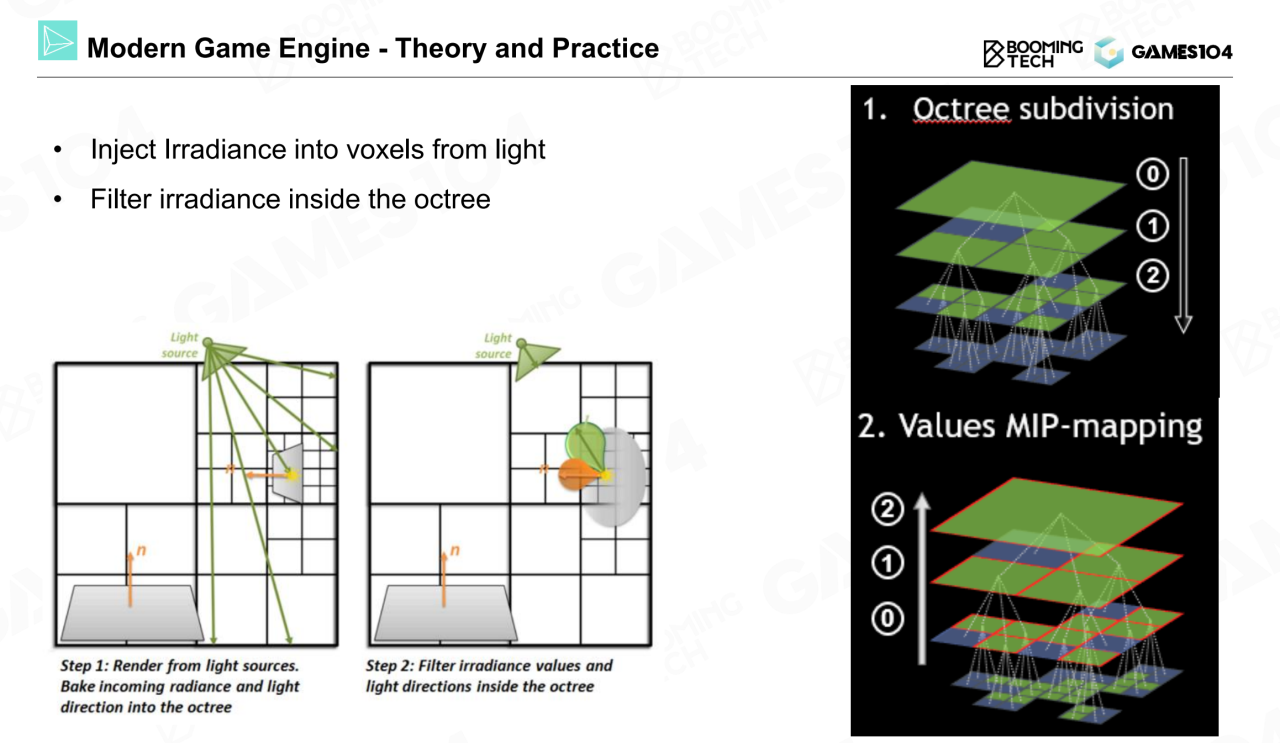 Modern Game Engine - Theory and Practice
BOOMING
TECH
GAMES104
• Inject Irradiance into voxels from light
• Filter irradiance inside the octree
Light
source
n
n
Step 1: Render from light sources.
Bake incoming radiance and light
direction into the octree
Light
source
l
n
n
Step 2: Filter irradiance values and
light directions inside the octree
1. Octree subdivision
0
1
2
2. Values MIP-mapping
2
1
0